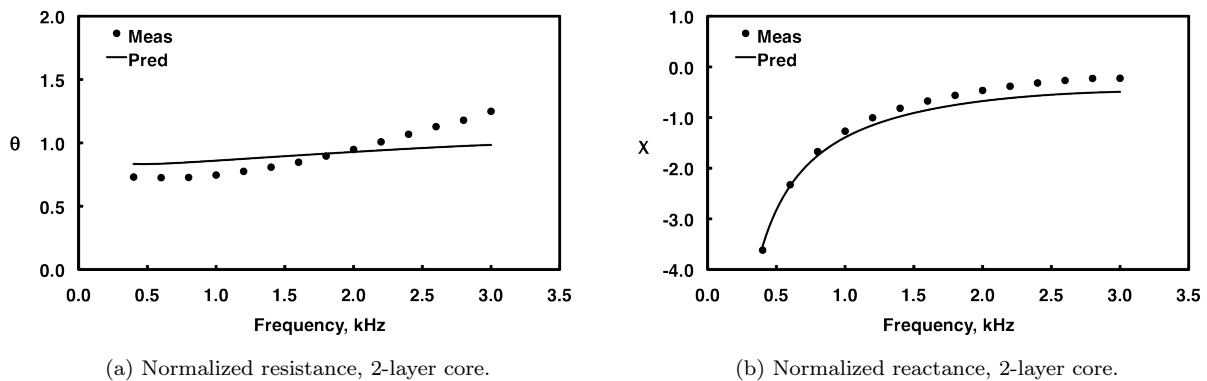 2.0
1.5
1.0
0.5
0.0
θ
Meas
Pred
0.0 0.5 1.0 1.5 2.0 2.5 3.0 3.5
Frequency, kHz
(a) Normalized resistance, 2-layer core.
1.0
0.0
-1.0
-2.0
-3.0
-4.0
χ
Meas
Pred
0.0 0.5 1.0 1.5 2.0 2.5 3.0 3.5
Frequency, kHz
(b) Normalized reactance, 2-layer core.